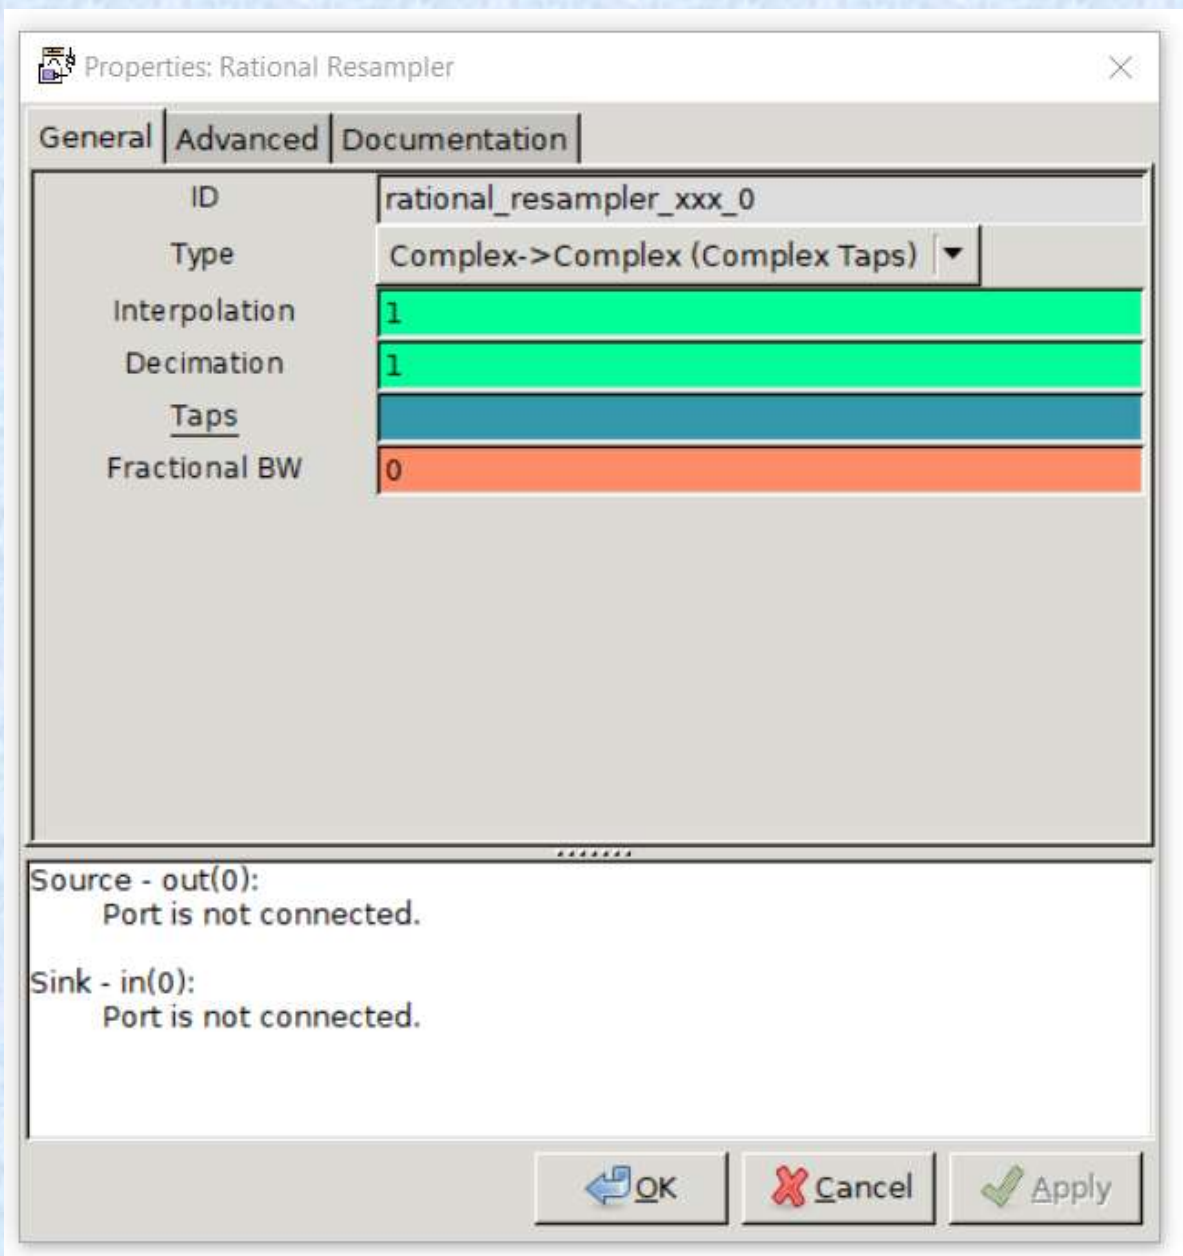 Properties: Rational Resampler
General Advanced Documentation
ID rational_resampler_xxx_0
Type Complex->Complex (Complex Taps)
Interpolation 1
Decimation 1
Taps
Fractional BW 0
Source - out(0):
Port is not connected.
Sink - in(0):
Port is not connected.
OK Cancel Apply